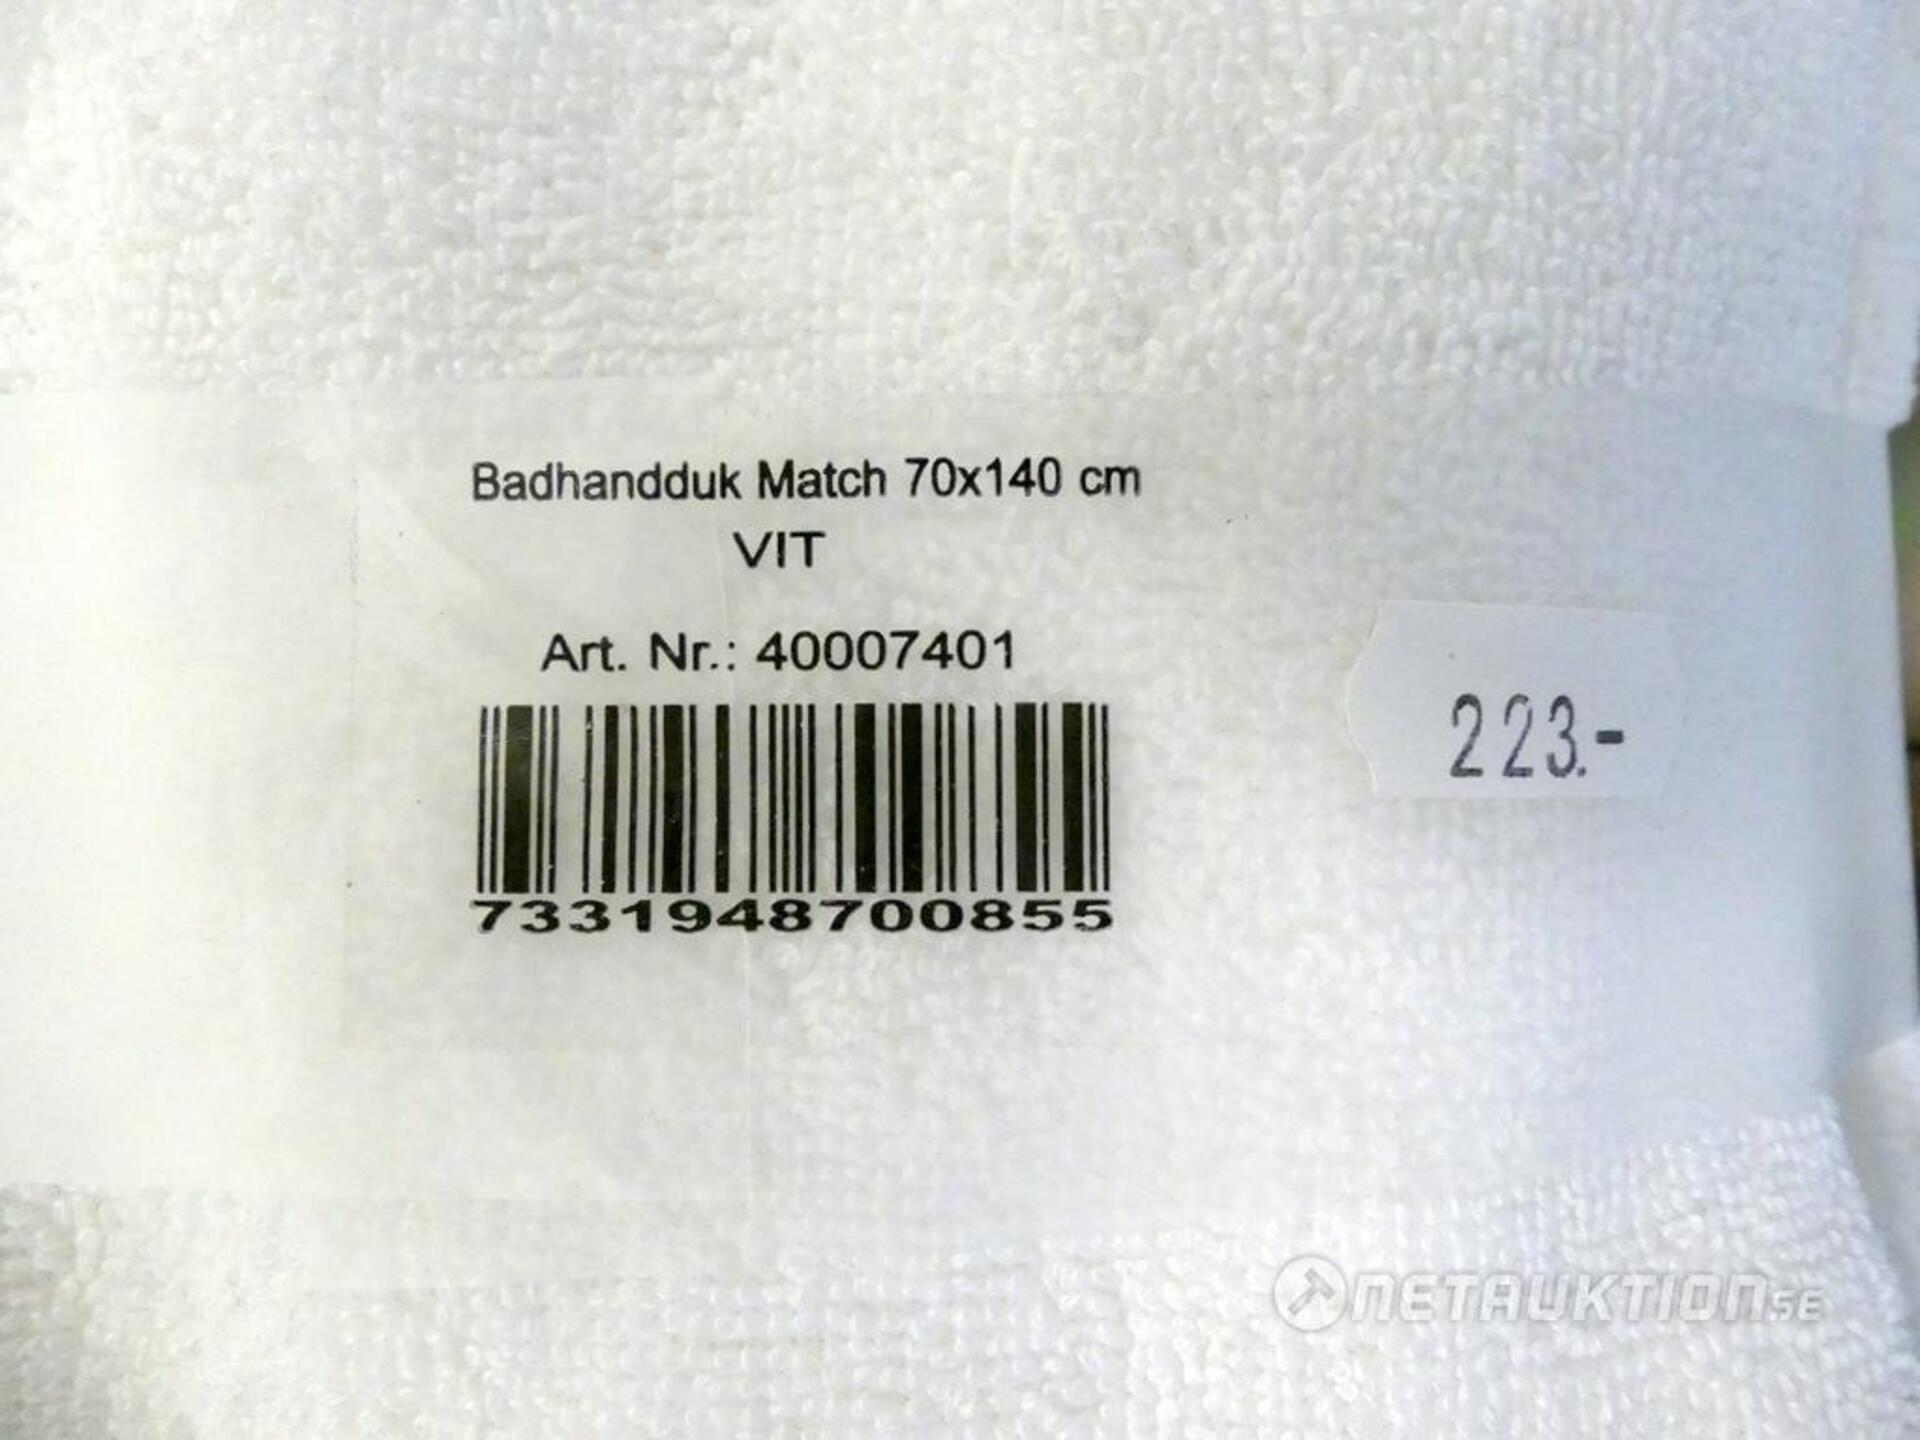 Badhandduk Match 70x140 cm
VIT
Art. Nr.: 40007401
7331948700855
223.-
NETAUKTION.SE